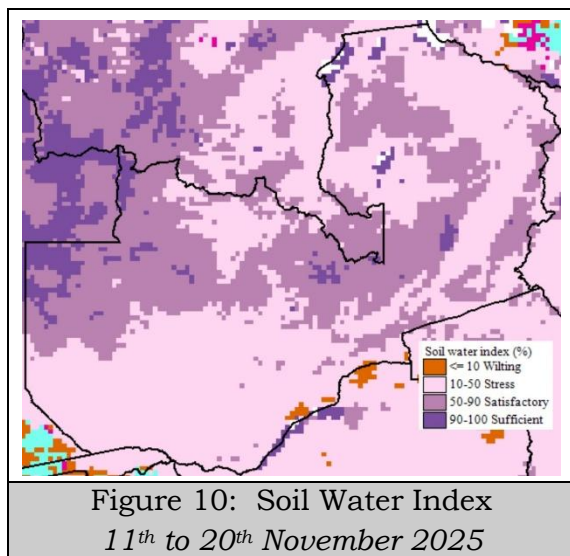 Soil water index (%)
<= 10 Wilting
10-50 Stress
50-90 Satisfactory
90-100 Sufficient
Figure 10: Soil Water Index
11th to 20th November 2025